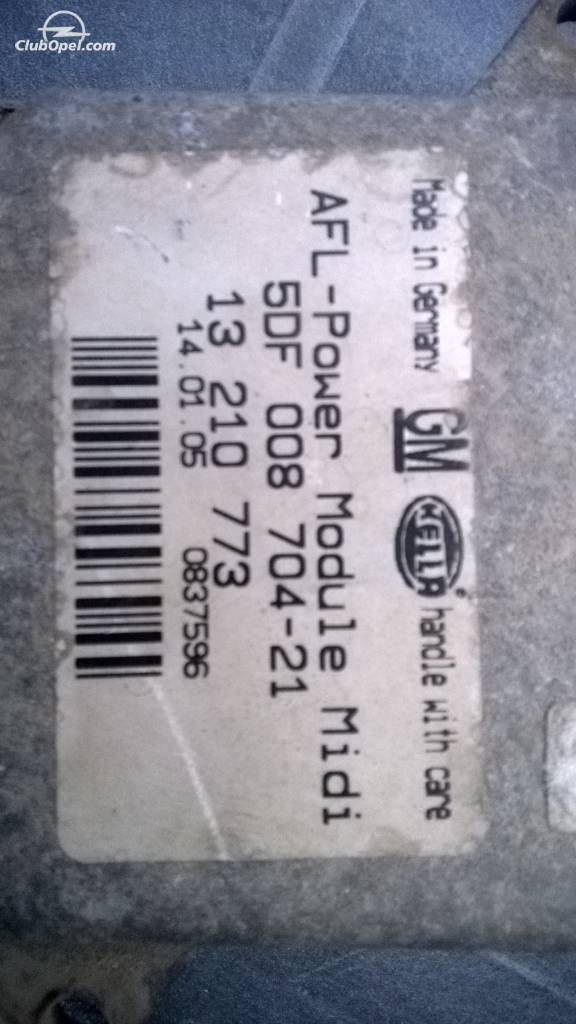 ClubOpel.com
Made in Germany GM HELLA handle with care
AFL-Power Module Midi
5DF 008 704-21
13 210 773
14.01.05 0837596